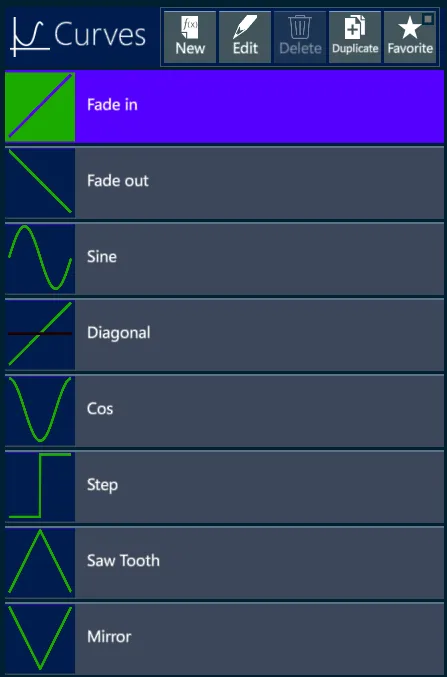 Curves
f(x)
New
Edit
Delete
Duplicate
Favorite
Fade in
Fade out
Sine
Diagonal
Cos
Step
Saw Tooth
Mirror